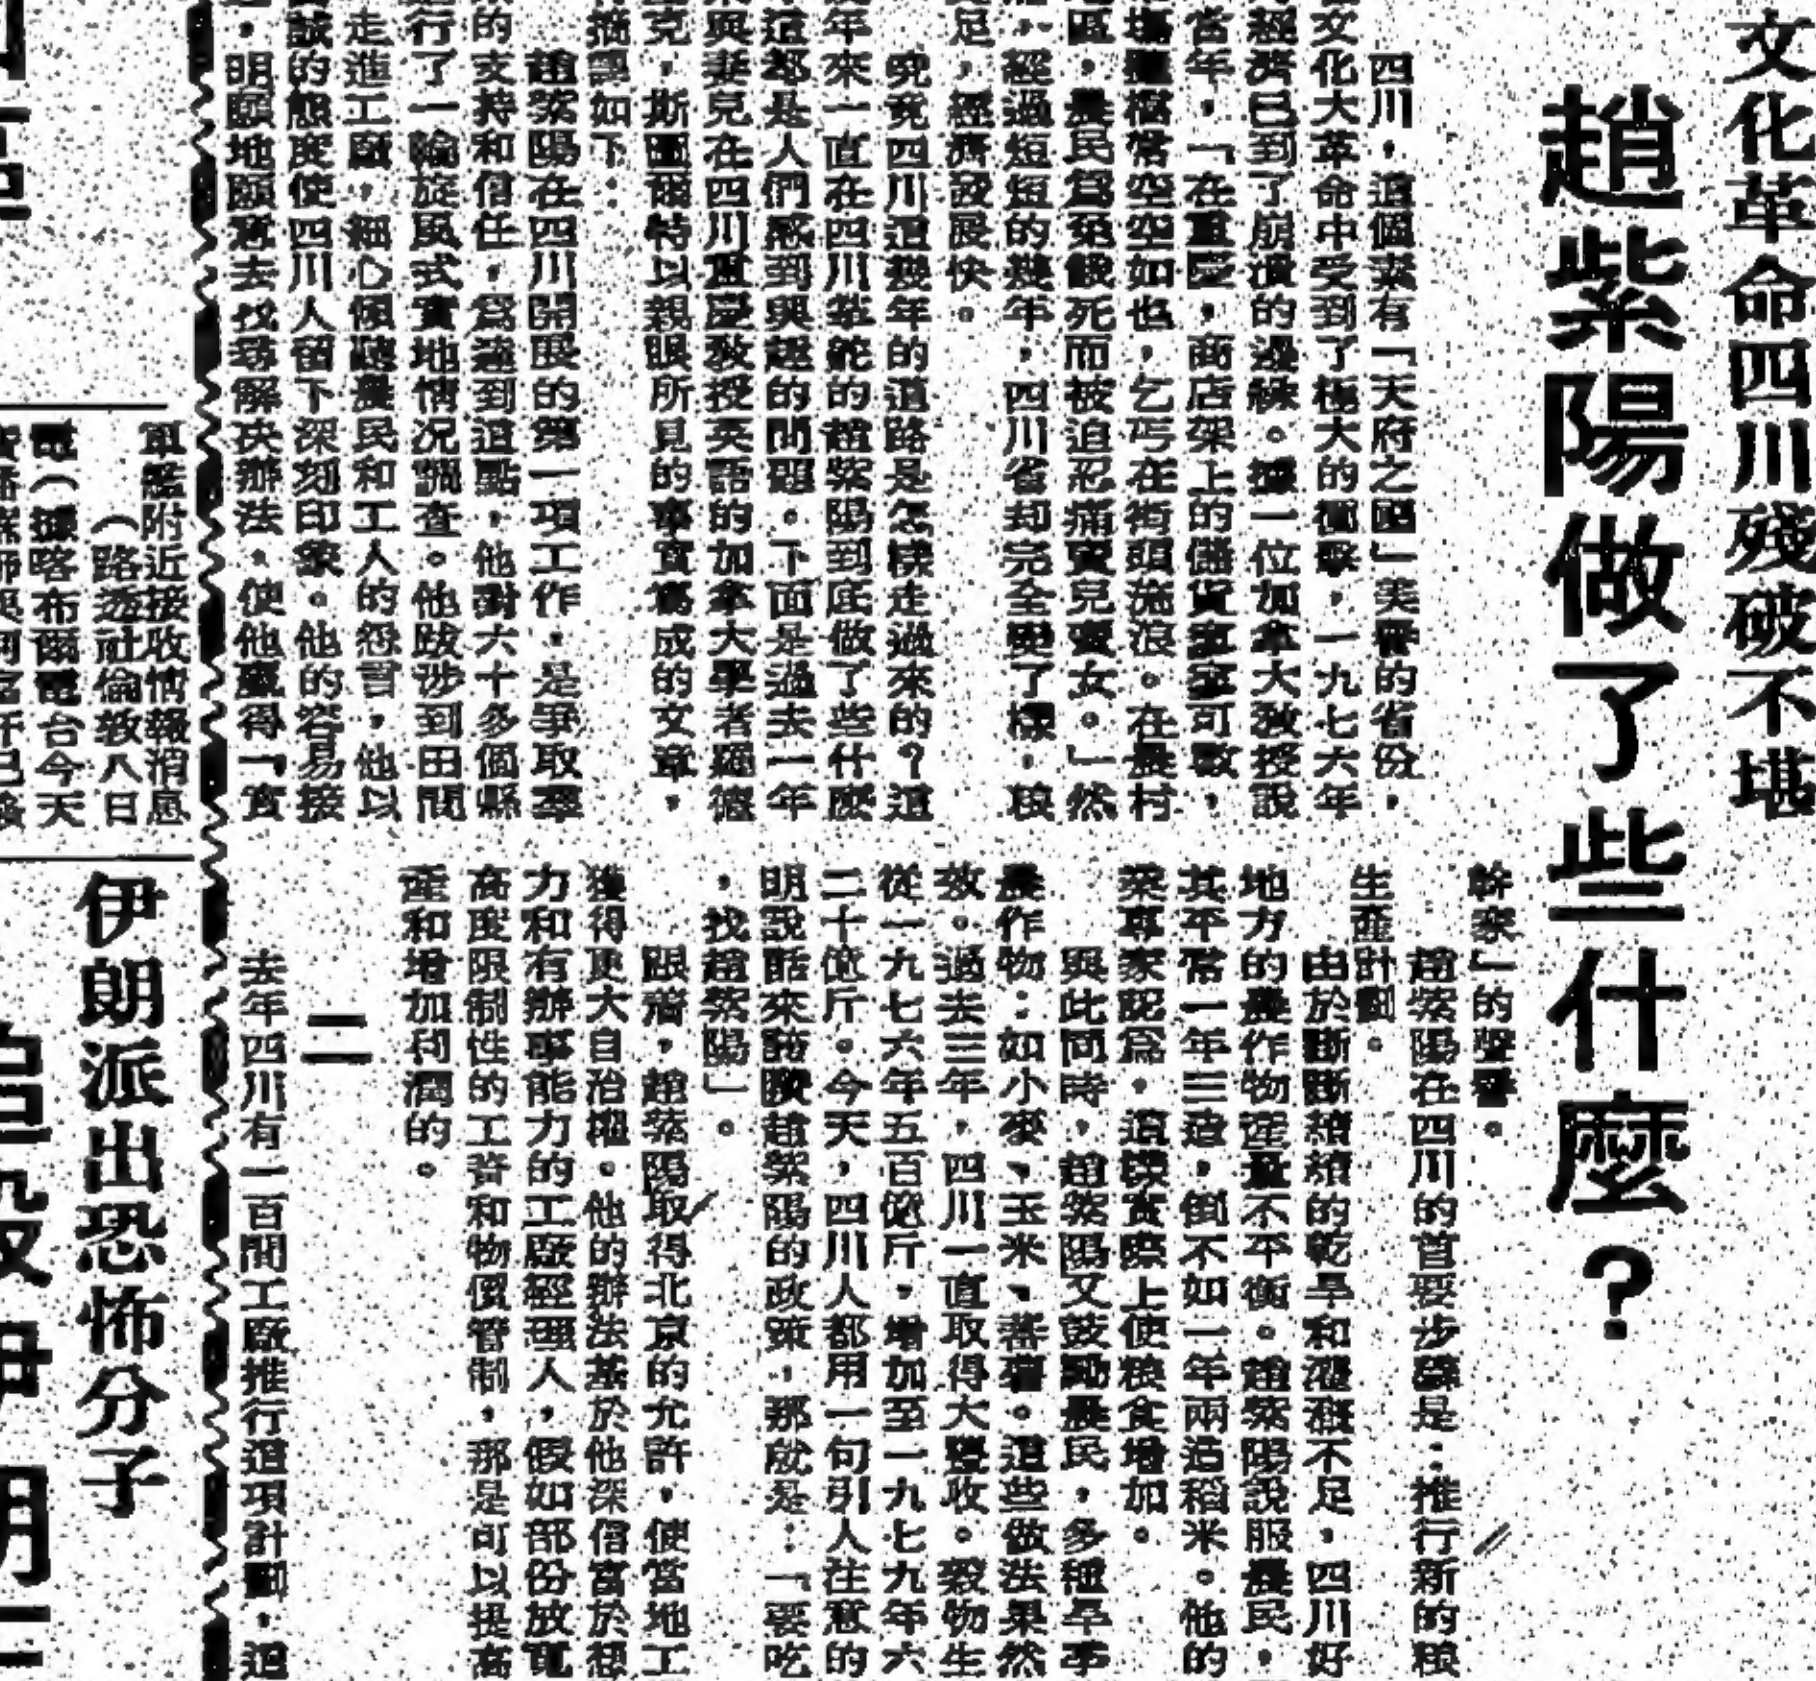 文化革命四川殘破不堪
趙紫陽做了些什麼?
四川,這個素有「天府之國」美譽的省份,
文化大革命中受到了極大的衝擊,一九七六年
經濟已到了崩潰的邊緣。據一位加拿大教授說
當年,「在重慶,商店架上的儲貨寥寥可數,
櫃常空空如也,乞丐在街頭流浪。在農村
區,農民爲免餓死而被迫忍痛賣兒賣女。」然
,經過短短的幾年,四川省却完全變了樣,糧
足,經濟發展快。
究竟四川這幾年的道路是怎樣走過來的?這
年來一直在四川掌舵的趙紫陽到底做了些什麽
這都是人們感到興趣的問題。下面是過去一年
與妻兒在四川重慶敎授英語的加拿大學者羅德
克,斯圖爾特以親眼所見的事實寫成的文章,
摘譯如下:
趙紫陽在四川開展的第一項工作,是爭取羣
的支持和信任,爲達到這點,他對六十多個縣
行了一輪旋風式實地情况調查。他跋涉到田間
走進工廠,細心傾聽農民和工人的怨言,他以
誠的態度使四川人留下深刻印象。他的容易接
,明顯地願意去找尋解决辦法,使他贏得「實
幹家」的聲譽。
趙紫陽在四川的首要步驟是:推行新的糧
生產計劃。
由於斷斷續續的乾旱和灌溉不足,四川好
地方的農作物產量不平衡。趙紫陽說服農民,
其平常一年三造,倒不如一年兩造稻米。他的
專家認爲,這樣實際上使粮食增加。
與此同時,趙紫陽又鼓勵農民,多種旱季
農作物:如小麥、玉米、蕃薯。這些做法果然
效。過去三年,四川一直取得大豐收。穀物生
從一九七六年五百億斤,增加至一九七九年六
二十億斤。今天,四川人都用一句引人注意的
明說話來誇讚趙紫陽的政策,那就是:「要吃
,找趙紫陽」。
跟着,趙紫陽取得北京的允許,使當地工
獲得更大自治權。他的辦法基於他深信富於想
力和有辦事能力的工廠經理人,假如部份放寬
高度限制性的工資和物價管制,那是可以提高
產和增加利潤的。
二
去年四川有一百間工廠推行這項計劃,這
軍艦附近接收情報消息
(路透社倫敦八日
電(據喀布爾電台今天
伊朗派出恐怖分子